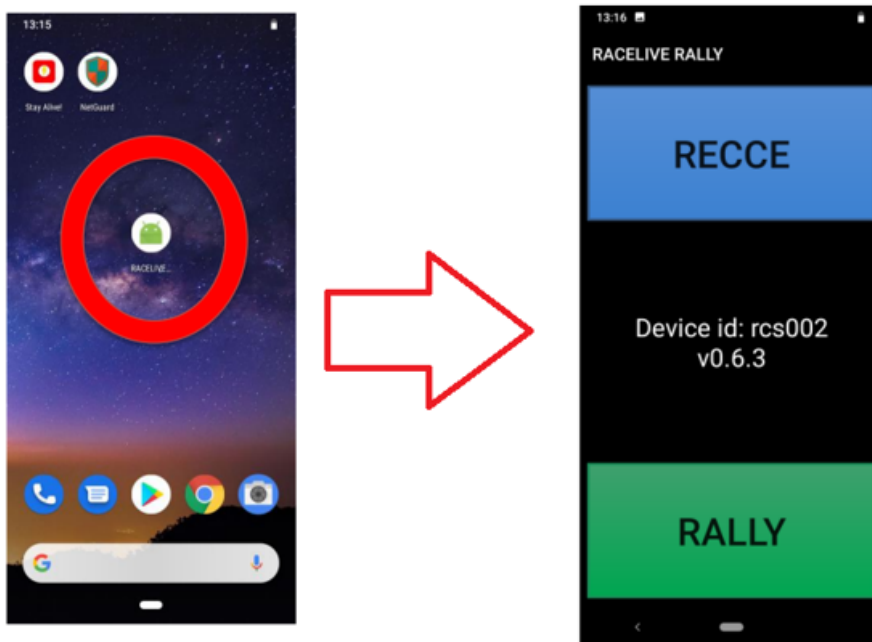 13:15
Stay Alive!
NetGuard
RACELIVE...
G
13:16
RACELIVE RALLY
RECCE
Device id: rcs002
v0.6.3
RALLY